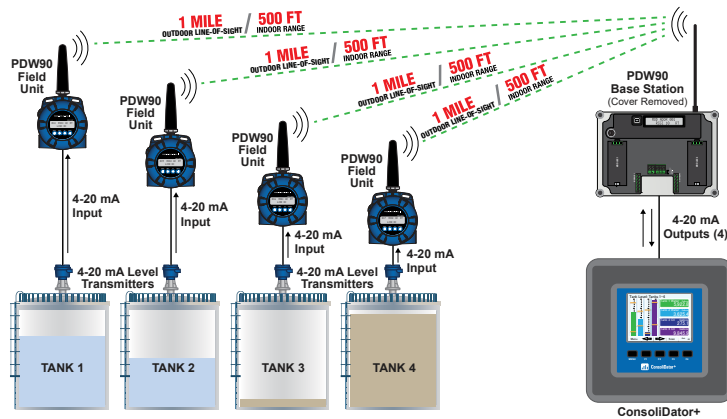 1 MILE / 500 FT
OUTDOOR LINE-OF-SIGHT INDOOR RANGE
1 MILE / 500 FT
OUTDOOR LINE-OF-SIGHT INDOOR RANGE
1 MILE / 500 FT
OUTDOOR LINE-OF-SIGHT INDOOR RANGE
1 MILE / 500 FT
OUTDOOR LINE-OF-SIGHT INDOOR RANGE
PDW90
Field
Unit
PDW90
Field
Unit
PDW90
Field
Unit
PDW90
Field
Unit
PDW90
Base Station
(Cover Removed)
4-20 mA
Input
4-20 mA
Input
4-20 mA
Input
4-20 mA
Input
4-20 mA
Outputs (4)
4-20 mA Level
Transmitters
4-20 mA Level
Transmitters
TANK 1
TANK 2
TANK 3
TANK 4
Tank Level Tanks 1-4
ConsoliDator+
ConsoliDator+